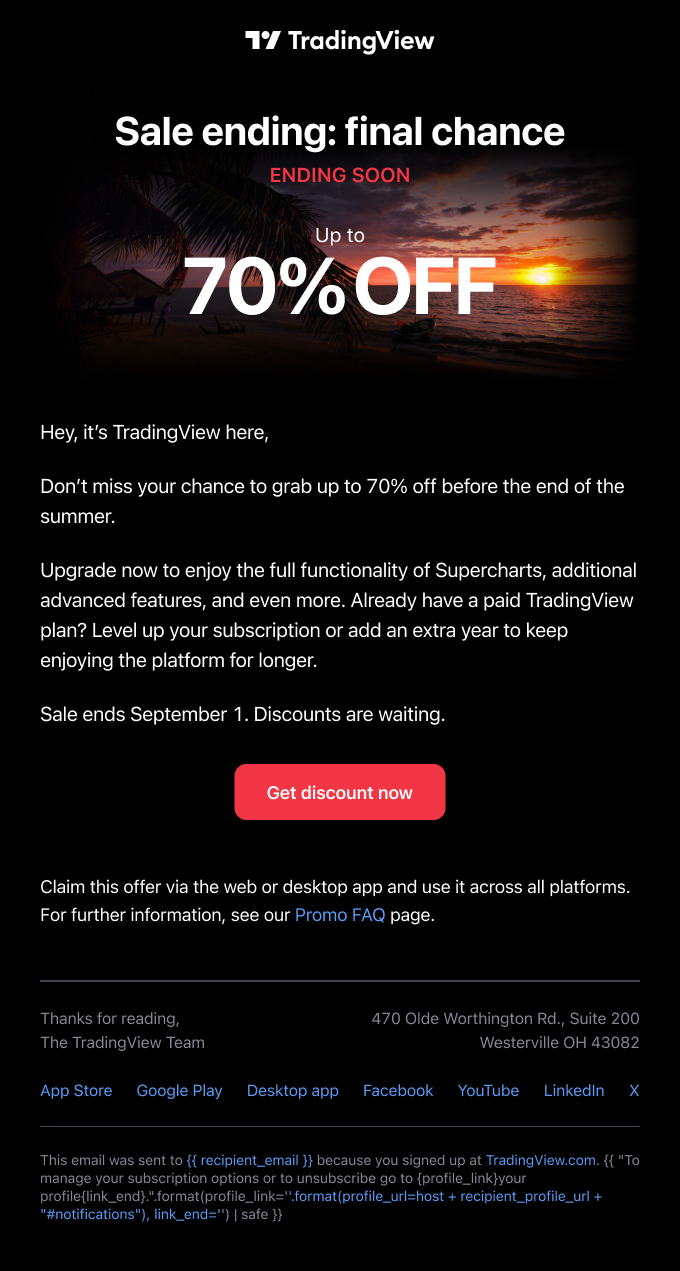 TradingView
Sale ending: final chance
ENDING SOON
Up to
70% OFF
Hey, it’s TradingView here,
Don’t miss your chance to grab up to 70% off before the end of the
summer.
Upgrade now to enjoy the full functionality of Supercharts, additional
advanced features, and even more. Already have a paid TradingView
plan? Level up your subscription or add an extra year to keep
enjoying the platform for longer.
Sale ends September 1. Discounts are waiting.
Get discount now
Claim this offer via the web or desktop app and use it across all platforms.
For further information, see our Promo FAQ page.
Thanks for reading,
The TradingView Team
470 Olde Worthington Rd., Suite 200
Westerville OH 43082
App Store Google Play Desktop app Facebook YouTube LinkedIn X
This email was sent to {{ recipient_email }} because you signed up at TradingView.com. {{ "To
manage your subscription options or to unsubscribe go to {profile_link}your
profile{link_end}.".format(profile_link=''.format(profile_url=host + recipient_profile_url +
"#notifications"), link_end='') | safe }}